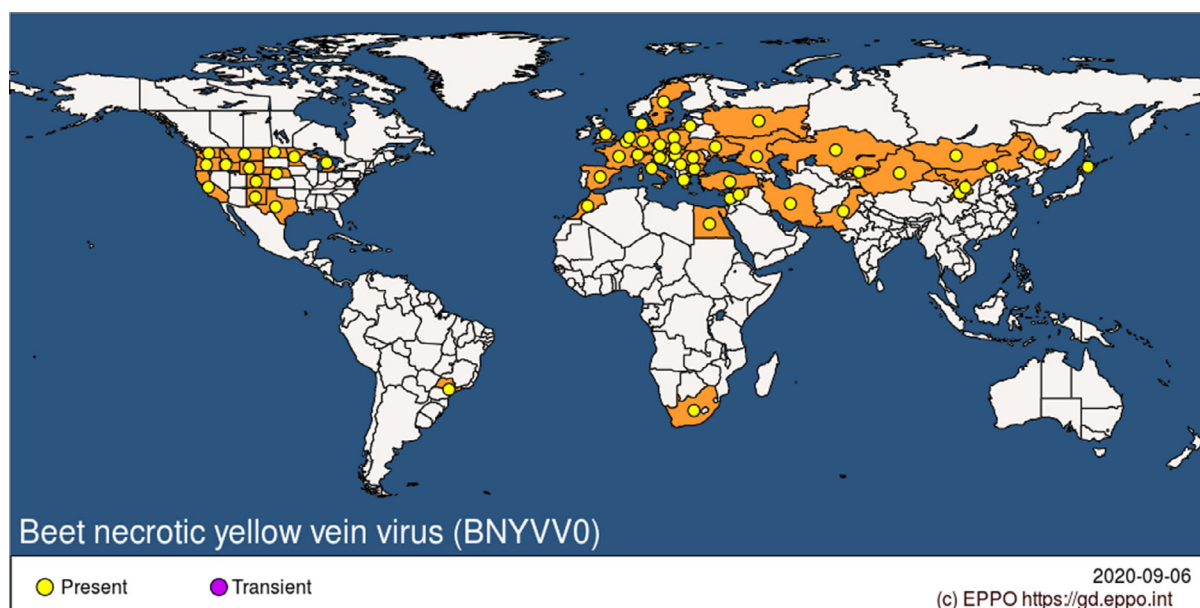 Beet necrotic yellow vein virus (BNYVV0)
Present
Transient
2020-09-06
(c) EPPO https://gd.eppo.int